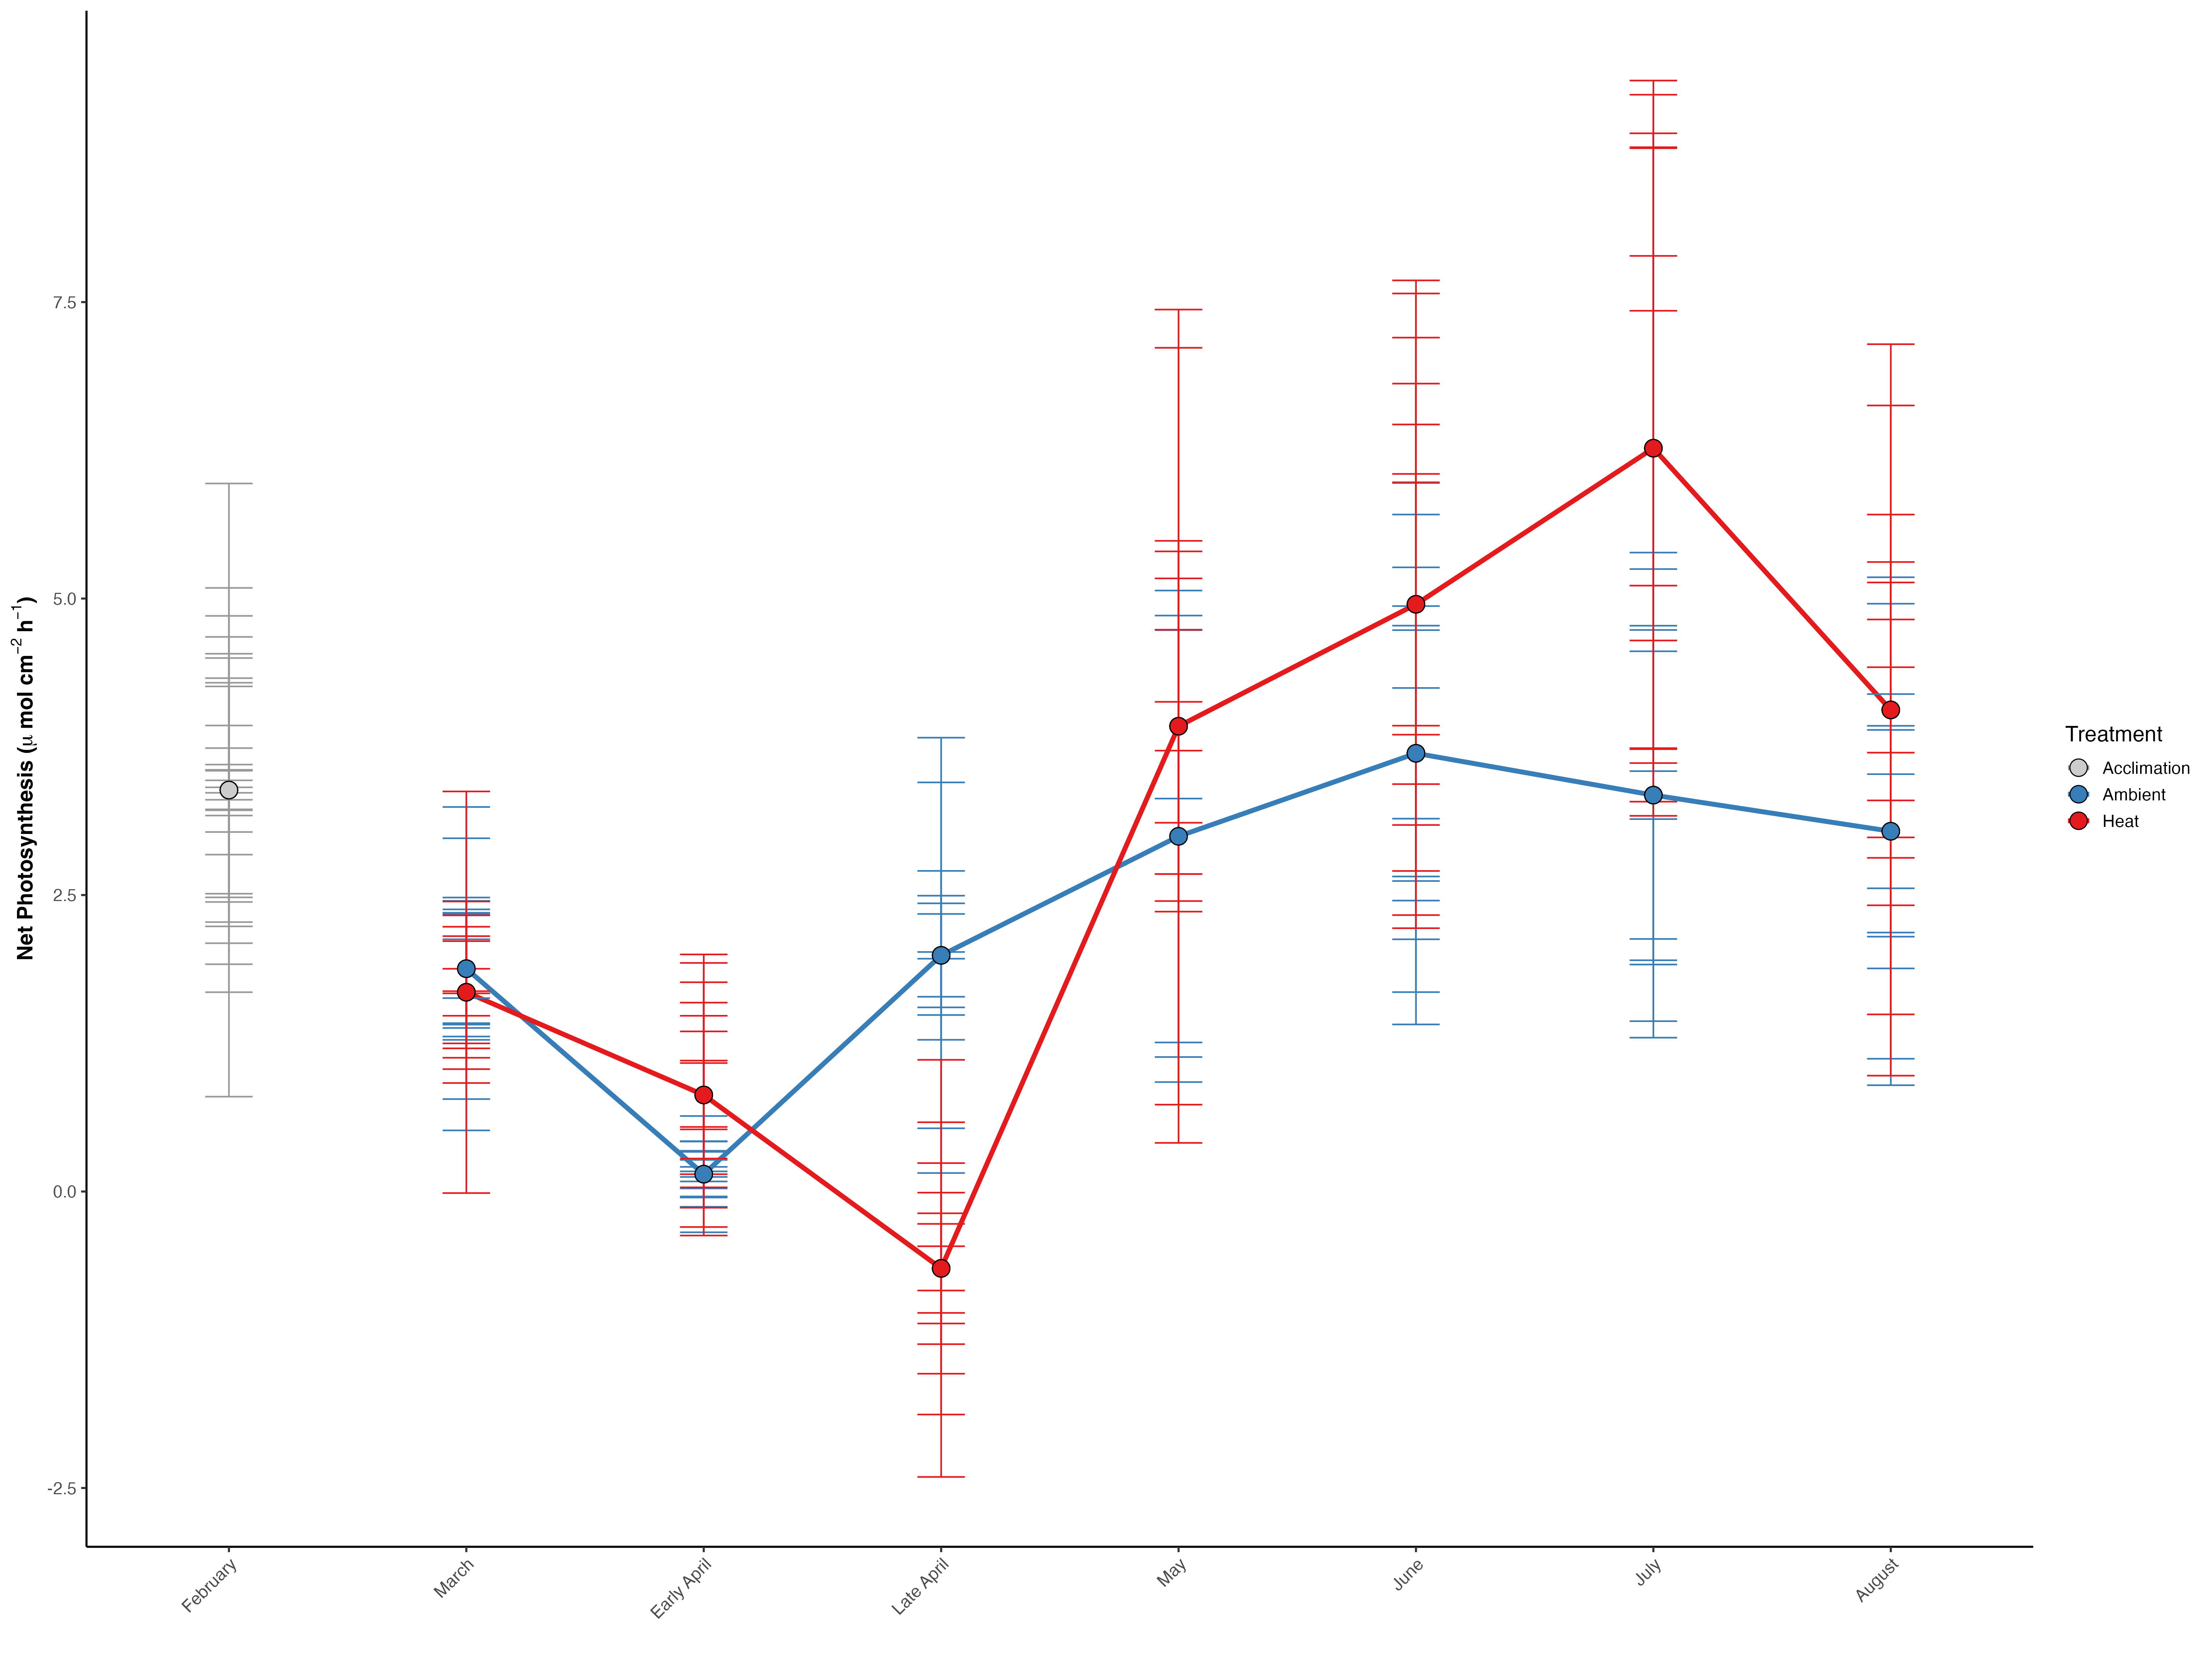 Net Photosynthesis (μ mol cm⁻² h⁻¹)
7.5
5.0
2.5
0.0
-2.5
February
March
Early April
Late April
May
June
July
August
Treatment
Acclimation
Ambient
Heat